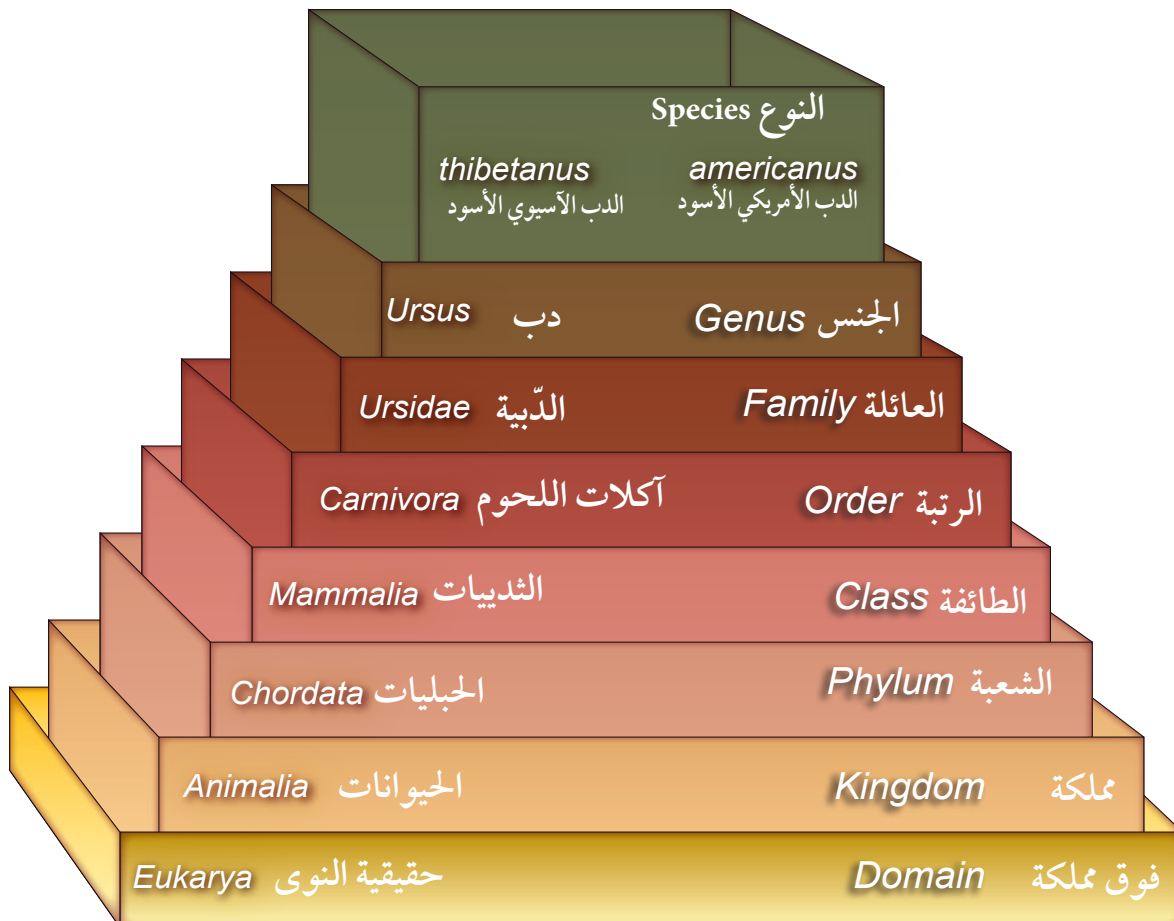 النوع Species
americanus thibetanus
الدب الأمريكي الأسود الدب الآسيوي الأسود
الجنس Genus دب Ursus
العائلة Family الدّبية Ursidae
الرتبة Order آكلات اللحوم Carnivora
الطائفة Class الثدييات Mammalia
الشعبة Phylum الحبليات Chordata
مملكة Kingdom الحيوانات Animalia
فوق مملكة Domain حقيقية النوى Eukarya